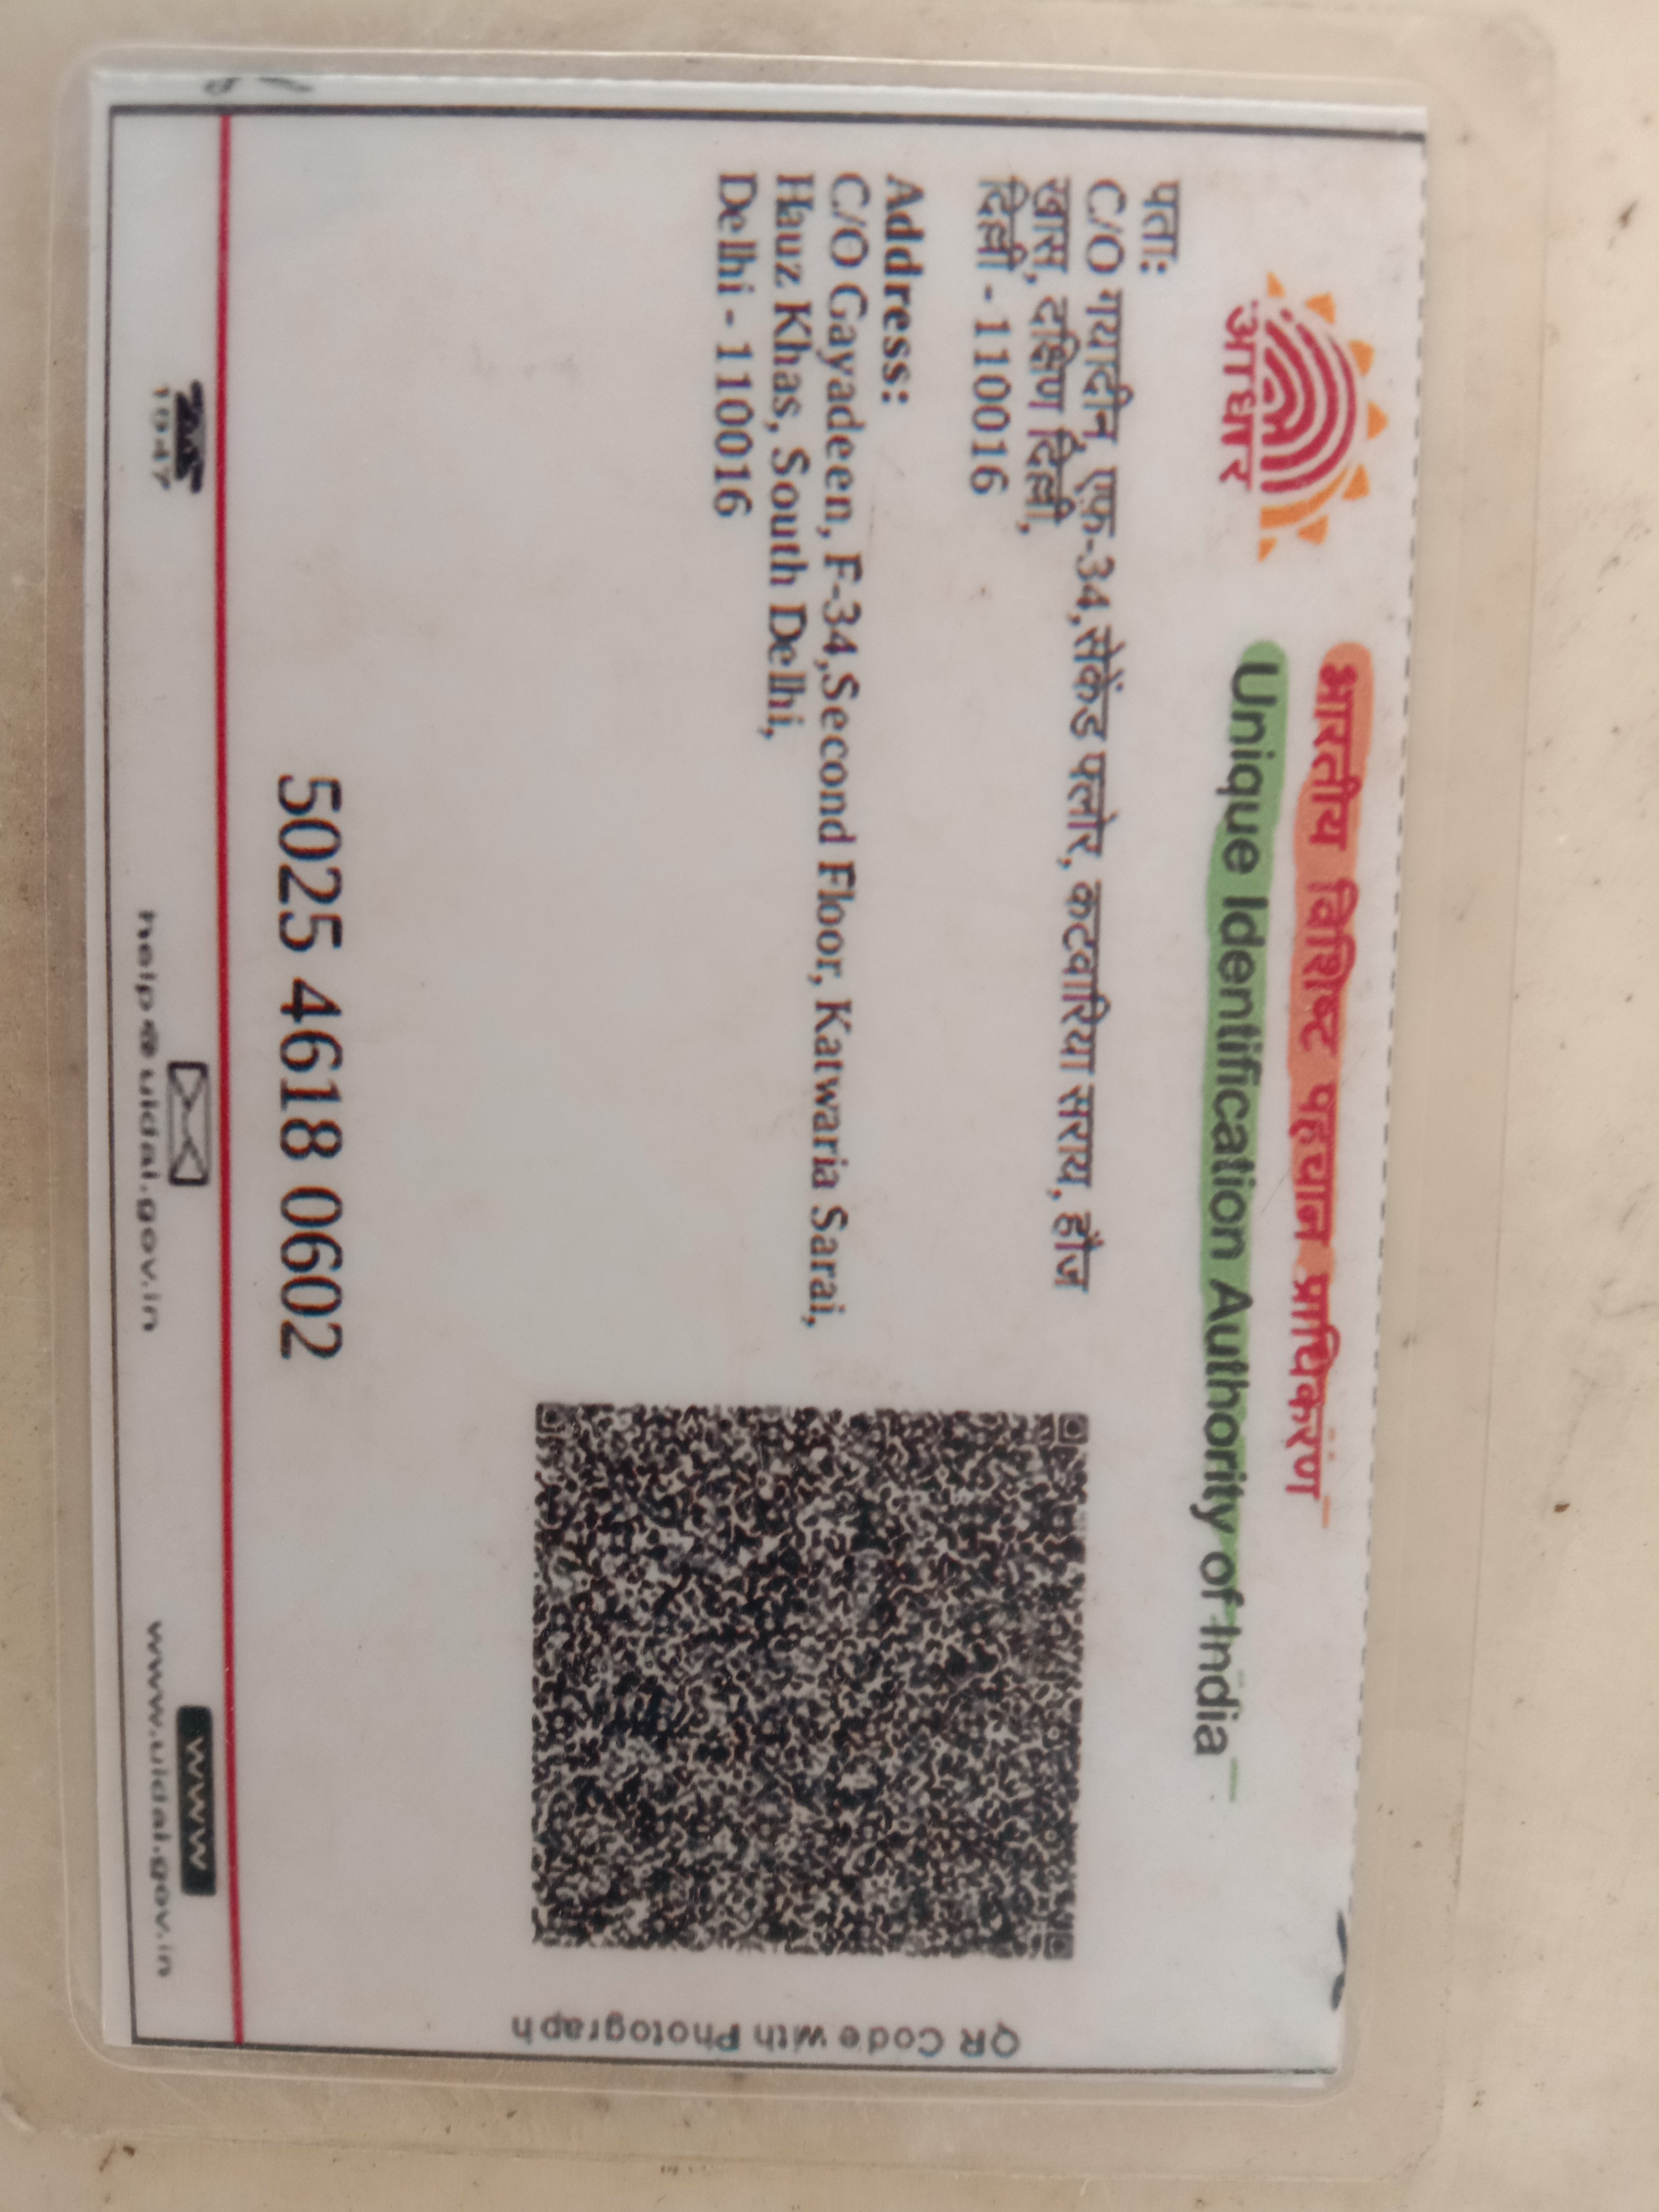 आधार
भारतीय विशिष्ट पहचान प्राधिकरण
Unique Identification Authority of India
पता:
C/O गयादीन, एफ-34,सेकेंड फ्लोर, कटवारिया सराय, हौज
खास, दक्षिण दिल्ली,
दिल्ली - 110016
Address:
C/O Gayadeen, F-34,Second Floor, Katwaria Sarai,
Hauz Khas, South Delhi,
Delhi - 110016
QR Code with Photograph
5025 4618 0602
1947
help@uidai.gov.in
www
www.uidai.gov.in